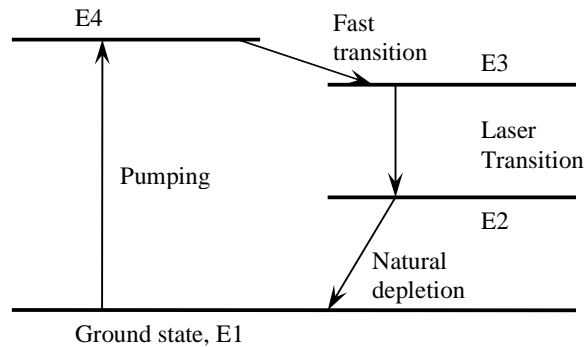 E4
Fast
transition
E3
Laser
Transition
Pumping
E2
Natural
depletion
Ground state, E1